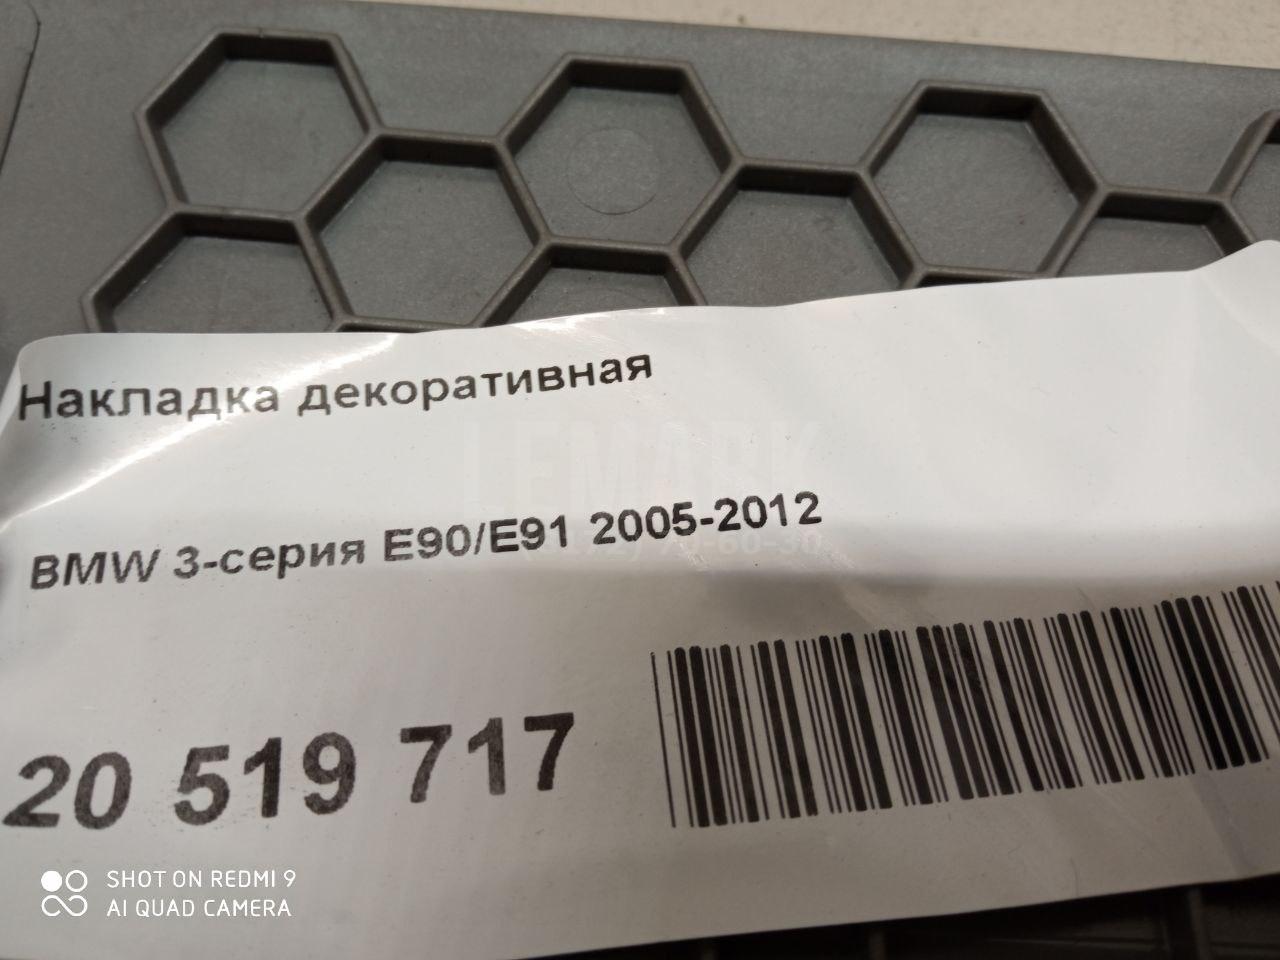 Накладка декоративная
LEMARK
BMW 3-серия E90/E91 2005-2012
20 519 717
SHOT ON REDMI 9
AI QUAD CAMERA